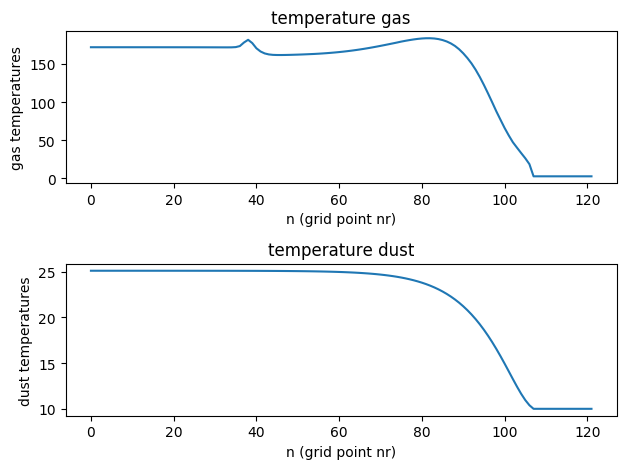 temperature gas
gas temperatures
150
100
50
0
0 20 40 60 80 100 120
n (grid point nr)
temperature dust
dust temperatures
25
20
15
10
0 20 40 60 80 100 120
n (grid point nr)